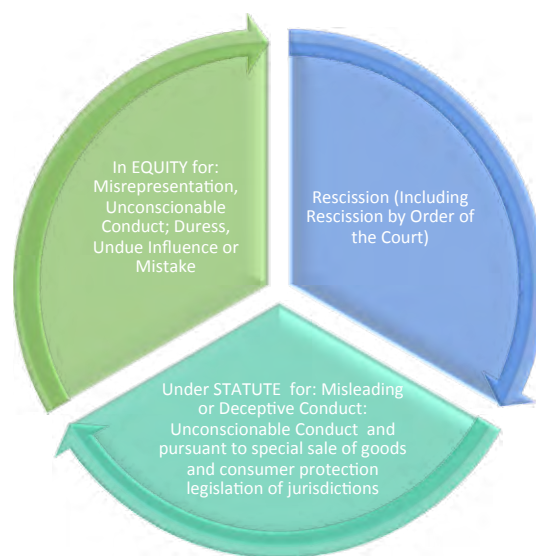 In EQUITY for:
Misrepresentation,
Unconscionable
Conduct; Duress,
Undue Influence or
Mistake
Rescission (Including
Rescission by Order of
the Court)
Under STATUTE for: Misleading
or Deceptive Conduct:
Unconscionable Conduct and
pursuant to special sale of goods
and consumer protection
legislation of jurisdictions